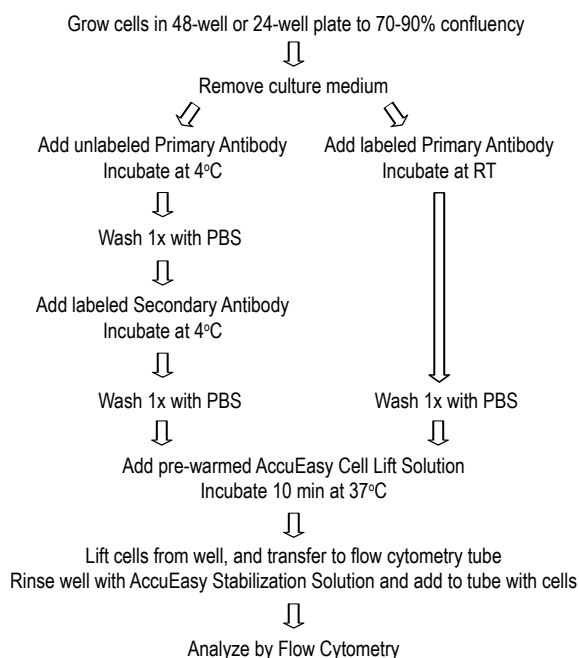 Grow cells in 48-well or 24-well plate to 70-90% confluency
Remove culture medium
Add unlabeled Primary Antibody
Incubate at 4°C
Add labeled Primary Antibody
Incubate at RT
Wash 1x with PBS
Add labeled Secondary Antibody
Incubate at 4°C
Wash 1x with PBS
Wash 1x with PBS
Add pre-warmed AccuEasy Cell Lift Solution
Incubate 10 min at 37°C
Lift cells from well, and transfer to flow cytometry tube
Rinse well with AccuEasy Stabilization Solution and add to tube with cells
Analyze by Flow Cytometry